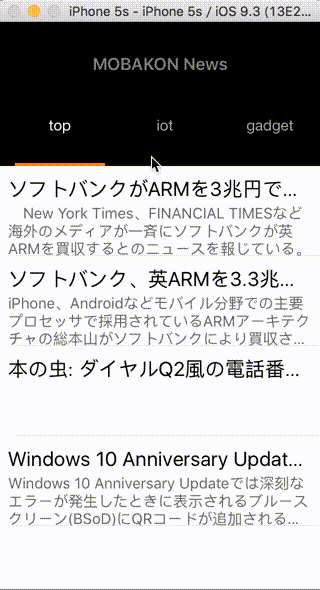 iPhone 5s - iPhone 5s / iOS 9.3 (13E2...
MOBAKON News
top
iot
gadget
ソフトバンクがARMを3兆円で...
New York Times、FINANCIAL TIMESなど
海外のメディアが一斉にソフトバンクが英
ARMを買収するとのニュースを報じている。
ソフトバンク、英ARMを3.3兆...
iPhone、Androidなどモバイル分野での主要
プロセッサで採用されているARMアーキテク
チャの総本山がソフトバンクにより買収さ...
本の虫: ダイヤルQ2風の電話番...
Windows 10 Anniversary Updat...
Windows 10 Anniversary Updateでは深刻な
エラーが発生したときに表示されるブルース
クリーン(BSoD)にQRコードが追加される...